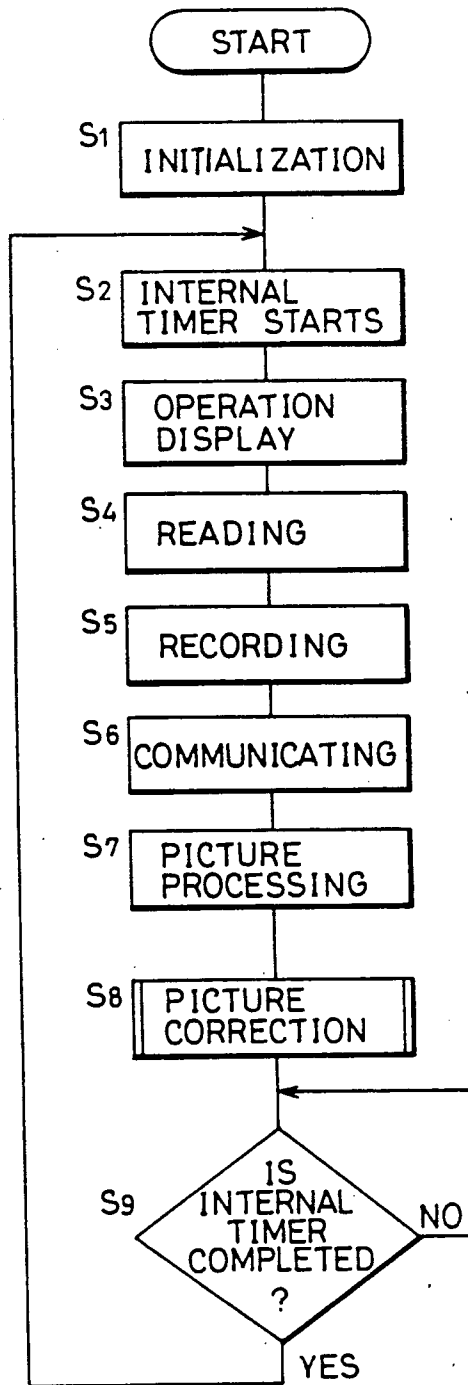 START
S1
INITIALIZATION
S2
INTERNAL
TIMER STARTS
S3
OPERATION
DISPLAY
S4
READING
S5
RECORDING
S6
COMMUNICATING
S7
PICTURE
PROCESSING
S8
PICTURE
CORRECTION
S9
IS
INTERNAL
TIMER
COMPLETED
?
NO
YES